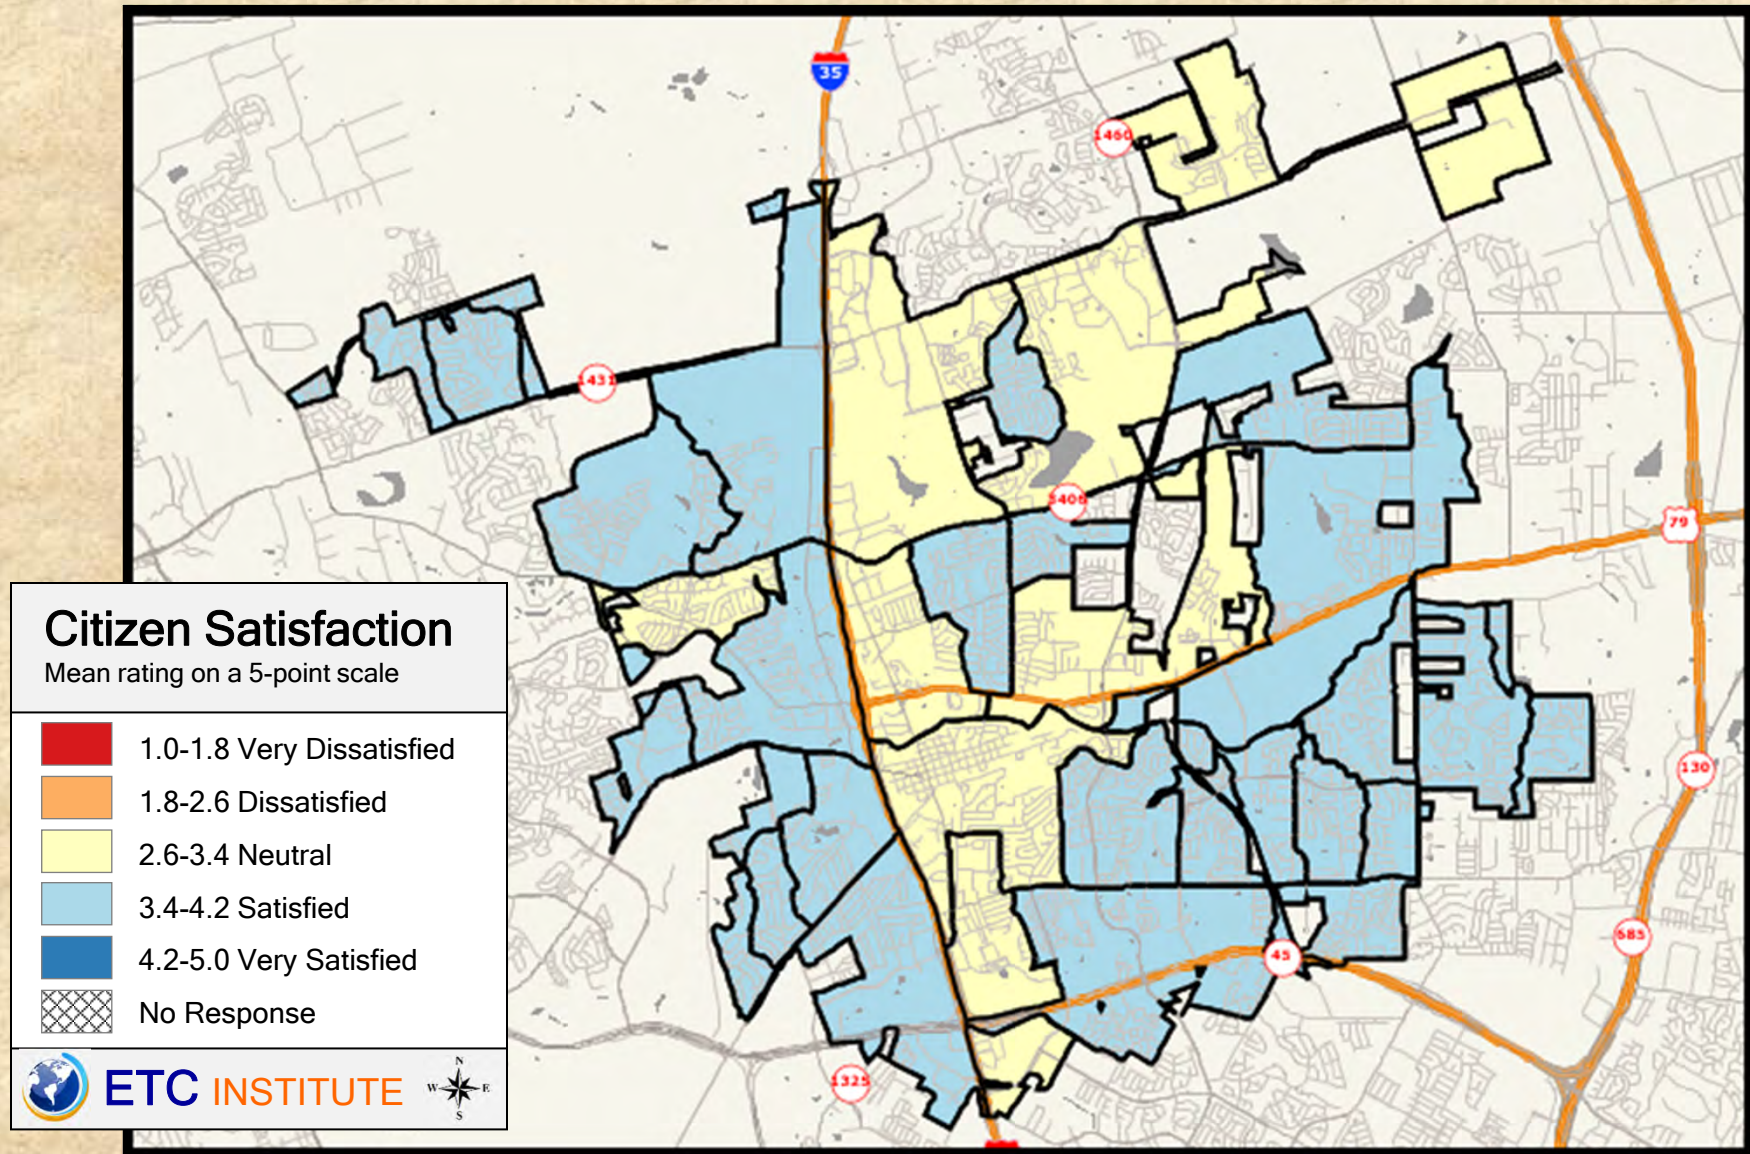 35
1460
1431
3406
79
Citizen Satisfaction
Mean rating on a 5-point scale
1.0-1.8 Very Dissatisfied
1.8-2.6 Dissatisfied
2.6-3.4 Neutral
3.4-4.2 Satisfied
4.2-5.0 Very Satisfied
No Response
ETC INSTITUTE
N
W E
S
130
685
45
1325